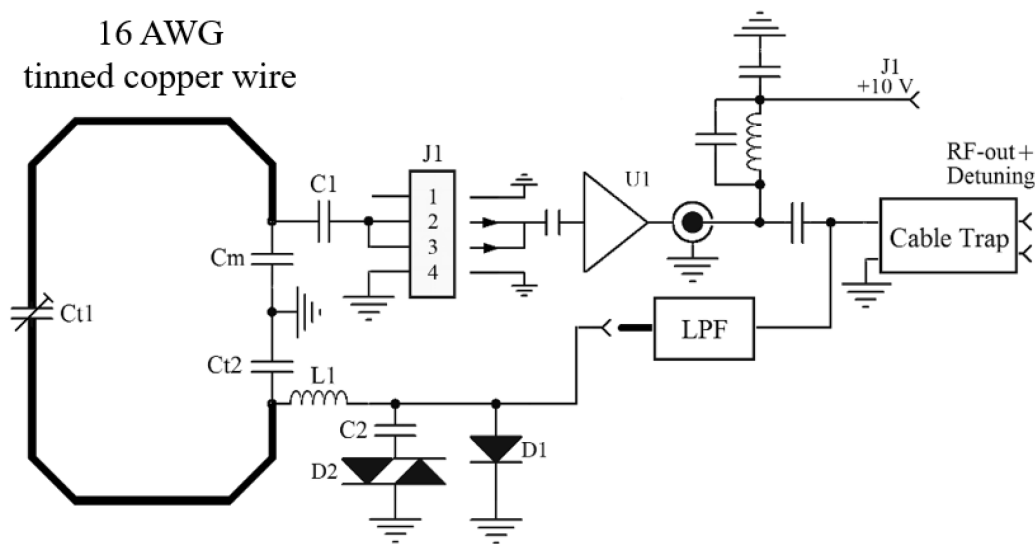 16 AWG
tinned copper wire
J1
+10 V
RF-out+
Detuning
C1
J1
U1
1
2
3
4
Cm
Cable Trap
Ct1
LPF
Ct2
L1
C2
D2
D1